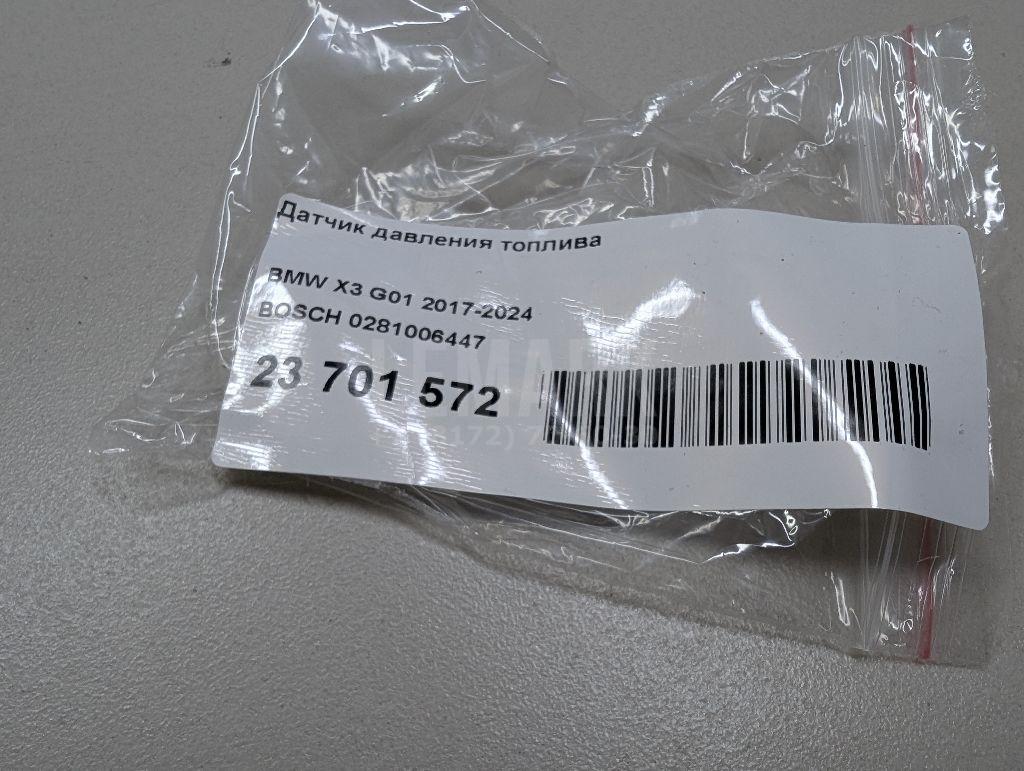 Датчик давления топлива
BMW X3 G01 2017-2024
BOSCH 0281006447
23 701 572